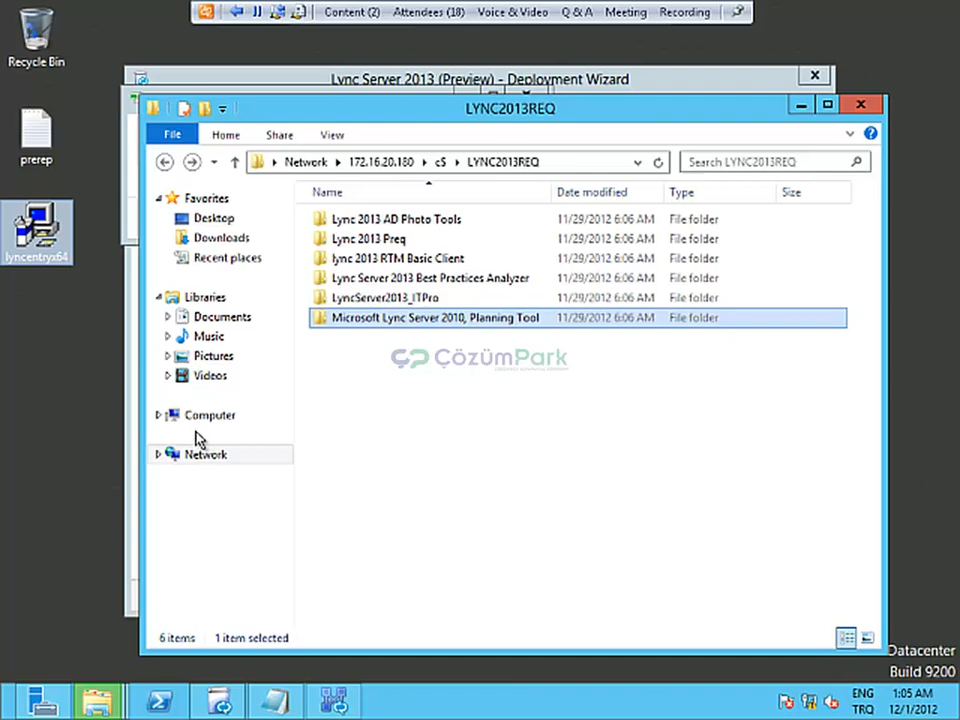 Content (2) Attendees (18) Voice & Video Q & A Meeting Recording
Recycle Bin
prerep
lyncentryx64
Lync Server 2013 (Preview) - Deployment Wizard
LYNC2013REQ
File Home Share View
Network 172.16.20.180 c$ LYNC2013REQ
Search LYNC2013REQ
Favorites
Desktop
Downloads
Recent places
Libraries
Documents
Music
Pictures
Videos
Computer
Network
Name Date modified Type Size
Lync 2013 AD Photo Tools 11/29/2012 6:06 AM File folder
Lync 2013 Preq 11/29/2012 6:06 AM File folder
lync 2013 RTM Basic Client 11/29/2012 6:06 AM File folder
Lync Server 2013 Best Practices Analyzer 11/29/2012 6:06 AM File folder
LyncServer2013_ITPro 11/29/2012 6:06 AM File folder
Microsoft Lync Server 2010, Planning Tool 11/29/2012 6:06 AM File folder
ÇözümPark
6 items 1 item selected
Datacenter
Build 9200
ENG
TRQ
1:05 AM
12/1/2012